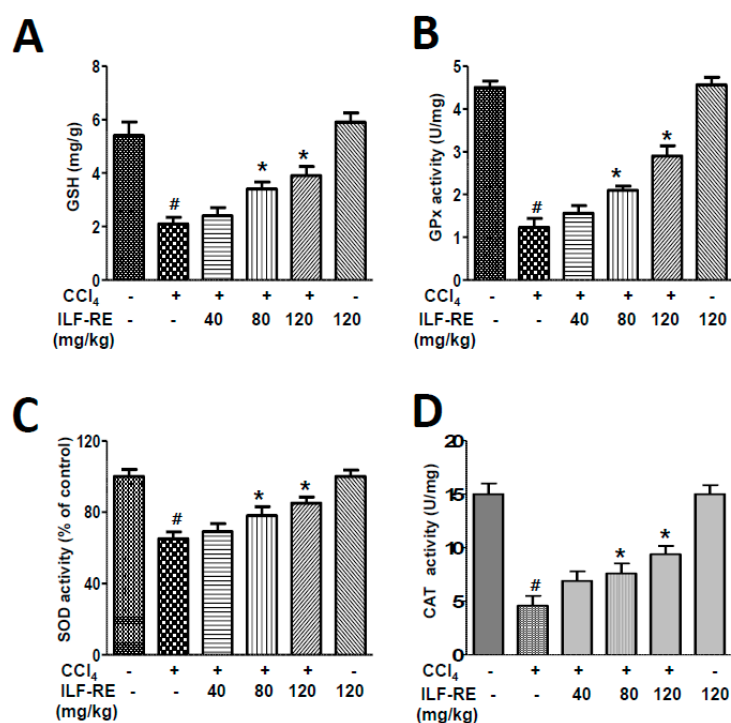 A
GSH (mg/g)
8
6
4
2
0
#
*
*
CCl4 - + + + + -
ILF-RE - - 40 80 120 120
(mg/kg)
B
GPx activity (U/mg)
5
4
3
2
1
0
#
*
*
CCl4 - + + + + -
ILF-RE - - 40 80 120 120
(mg/kg)
C
SOD activity (% of control)
120
80
40
0
#
*
*
CCl4 - + + + + -
ILF-RE - - 40 80 120 120
(mg/kg)
D
CAT activity (U/mg)
20
15
10
5
0
#
*
*
CCl4 - + + + + -
ILF-RE - - 40 80 120 120
(mg/kg)